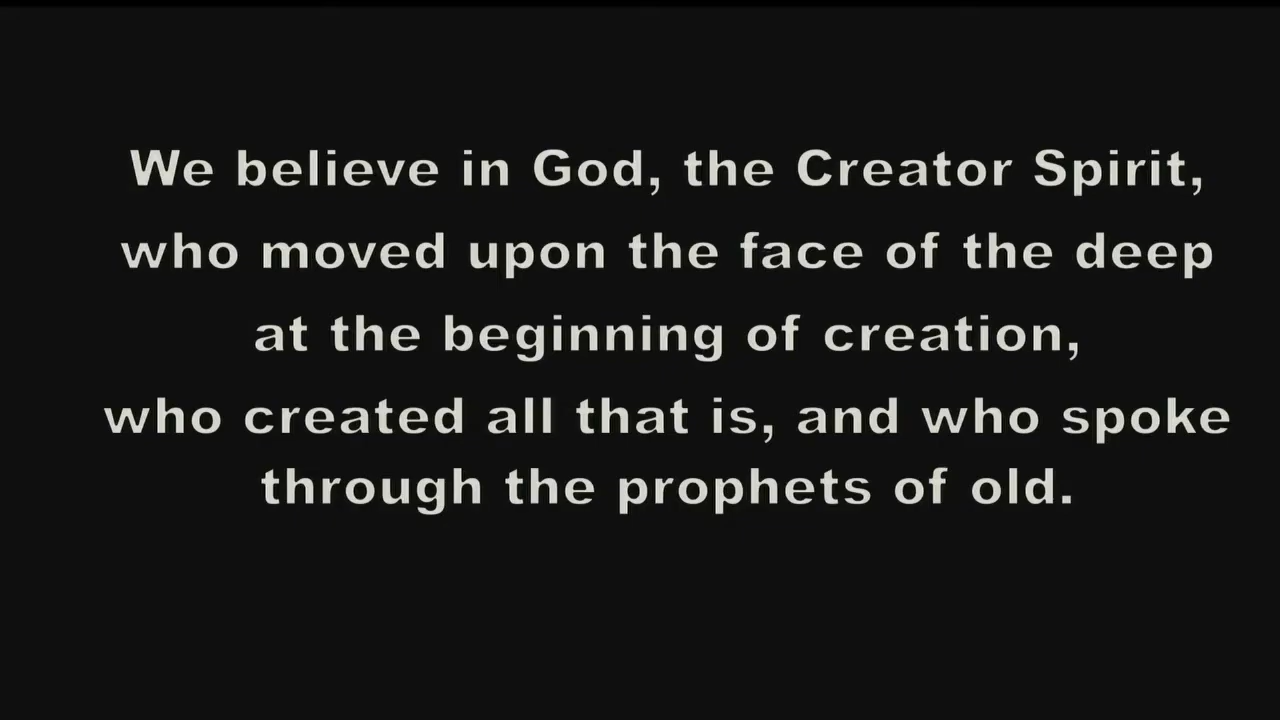 We believe in God, the Creator Spirit,
who moved upon the face of the deep
at the beginning of creation,
who created all that is, and who spoke
through the prophets of old.